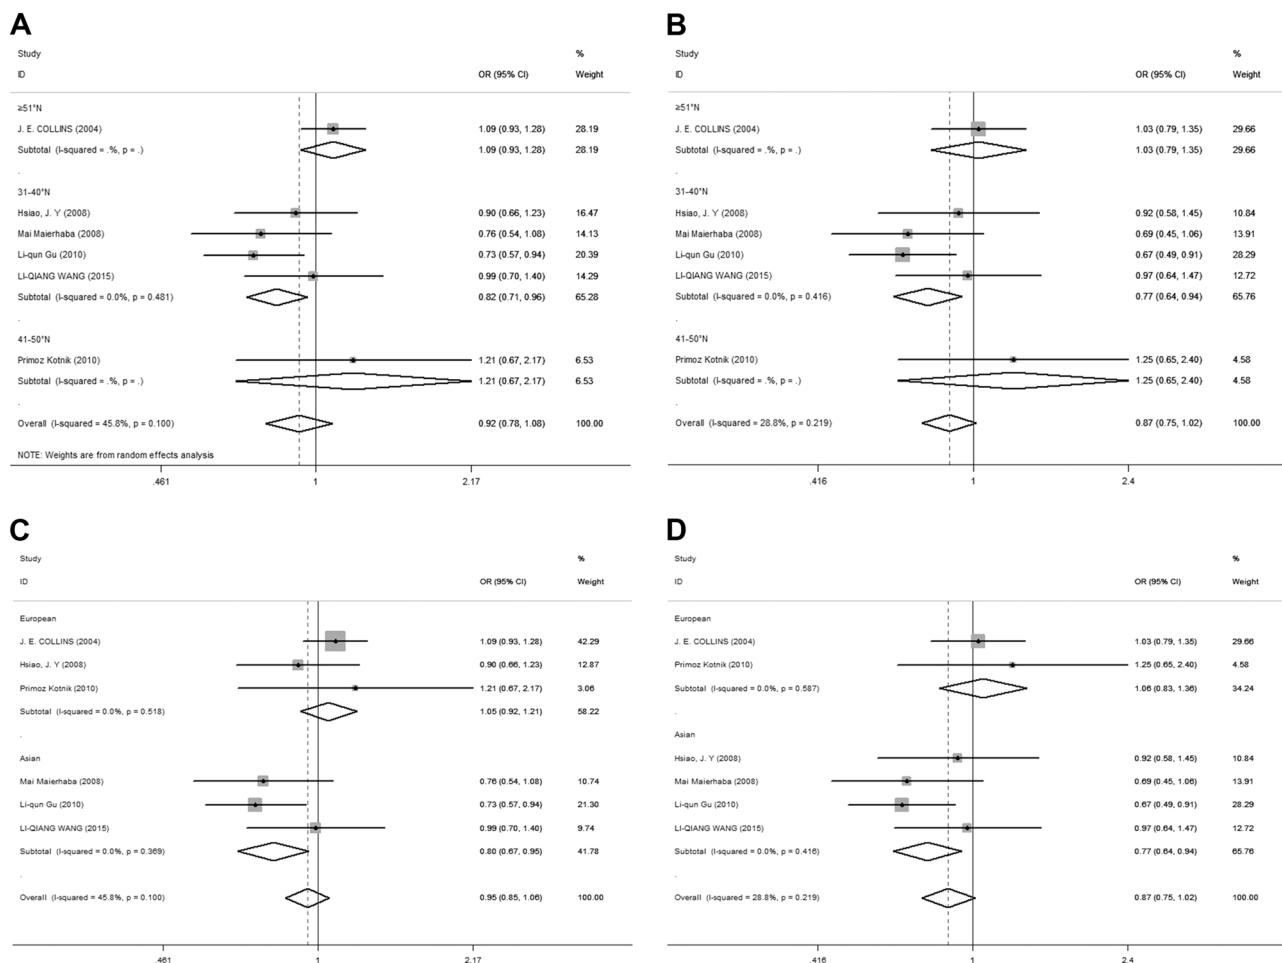 A
Study %
ID OR (95% CI) Weight
≥51°N
J. E. COLLINS (2004) 1.09 (0.93, 1.28) 28.19
Subtotal (I-squared = .%, p = .) 1.09 (0.93, 1.28) 28.19
.
31-40°N
Hsiao, J. Y (2008) 0.90 (0.66, 1.23) 16.47
Mai Maierhaba (2008) 0.76 (0.54, 1.08) 14.13
Li-qun Gu (2010) 0.73 (0.57, 0.94) 20.39
LI-QIANG WANG (2015) 0.99 (0.70, 1.40) 14.29
Subtotal (I-squared = 0.0%, p = 0.481) 0.82 (0.71, 0.96) 65.28
.
41-50°N
Primoz Kotnik (2010) 1.21 (0.67, 2.17) 6.53
Subtotal (I-squared = .%, p = .) 1.21 (0.67, 2.17) 6.53
.
Overall (I-squared = 45.8%, p = 0.100) 0.92 (0.78, 1.08) 100.00
NOTE: Weights are from random effects analysis
.461 1 2.17
B
Study %
ID OR (95% CI) Weight
≥51°N
J. E. COLLINS (2004) 1.03 (0.79, 1.35) 29.66
Subtotal (I-squared = .%, p = .) 1.03 (0.79, 1.35) 29.66
.
31-40°N
Hsiao, J. Y (2008) 0.92 (0.58, 1.45) 10.84
Mai Maierhaba (2008) 0.69 (0.45, 1.06) 13.91
Li-qun Gu (2010) 0.67 (0.49, 0.91) 28.29
LI-QIANG WANG (2015) 0.97 (0.64, 1.47) 12.72
Subtotal (I-squared = 0.0%, p = 0.416) 0.77 (0.64, 0.94) 65.76
.
41-50°N
Primoz Kotnik (2010) 1.25 (0.65, 2.40) 4.58
Subtotal (I-squared = .%, p = .) 1.25 (0.65, 2.40) 4.58
.
Overall (I-squared = 28.8%, p = 0.219) 0.87 (0.75, 1.02) 100.00
.416 1 2.4
C
Study %
ID OR (95% CI) Weight
European
J. E. COLLINS (2004) 1.09 (0.93, 1.28) 42.29
Hsiao, J. Y (2008) 0.90 (0.66, 1.23) 12.87
Primoz Kotnik (2010) 1.21 (0.67, 2.17) 3.06
Subtotal (I-squared = 0.0%, p = 0.518) 1.05 (0.92, 1.21) 58.22
.
Asian
Mai Maierhaba (2008) 0.76 (0.54, 1.08) 10.74
Li-qun Gu (2010) 0.73 (0.57, 0.94) 21.30
LI-QIANG WANG (2015) 0.99 (0.70, 1.40) 9.74
Subtotal (I-squared = 0.0%, p = 0.369) 0.80 (0.67, 0.95) 41.78
.
Overall (I-squared = 45.8%, p = 0.100) 0.95 (0.85, 1.06) 100.00
.461 1 2.17
D
Study %
ID OR (95% CI) Weight
European
J. E. COLLINS (2004) 1.03 (0.79, 1.35) 29.66
Primoz Kotnik (2010) 1.25 (0.65, 2.40) 4.58
Subtotal (I-squared = 0.0%, p = 0.587) 1.06 (0.83, 1.36) 34.24
.
Asian
Hsiao, J. Y (2008) 0.92 (0.58, 1.45) 10.84
Mai Maierhaba (2008) 0.69 (0.45, 1.06) 13.91
Li-qun Gu (2010) 0.67 (0.49, 0.91) 28.29
LI-QIANG WANG (2015) 0.97 (0.64, 1.47) 12.72
Subtotal (I-squared = 0.0%, p = 0.416) 0.77 (0.64, 0.94) 65.76
.
Overall (I-squared = 28.8%, p = 0.219) 0.87 (0.75, 1.02) 100.00
.416 1 2.4